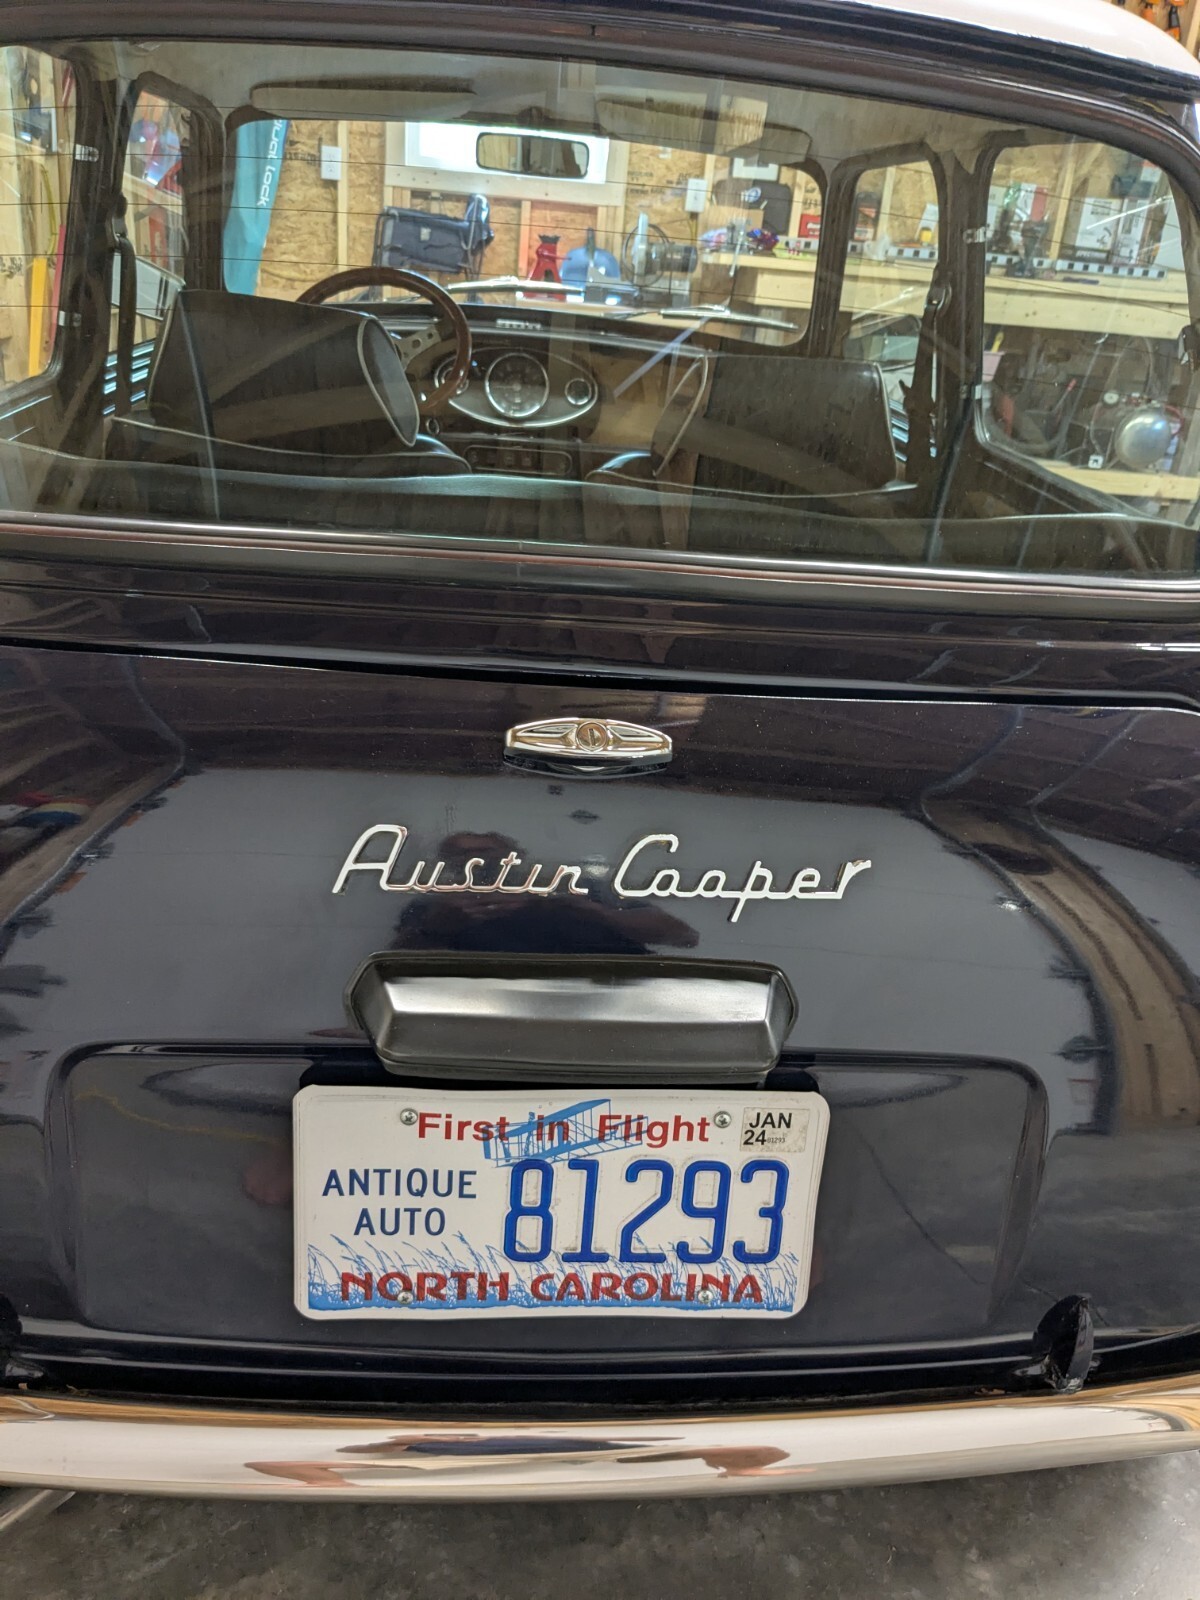 Austin Cooper
First in Flight
JAN
24
ANTIQUE
AUTO
81293
NORTH CAROLINA